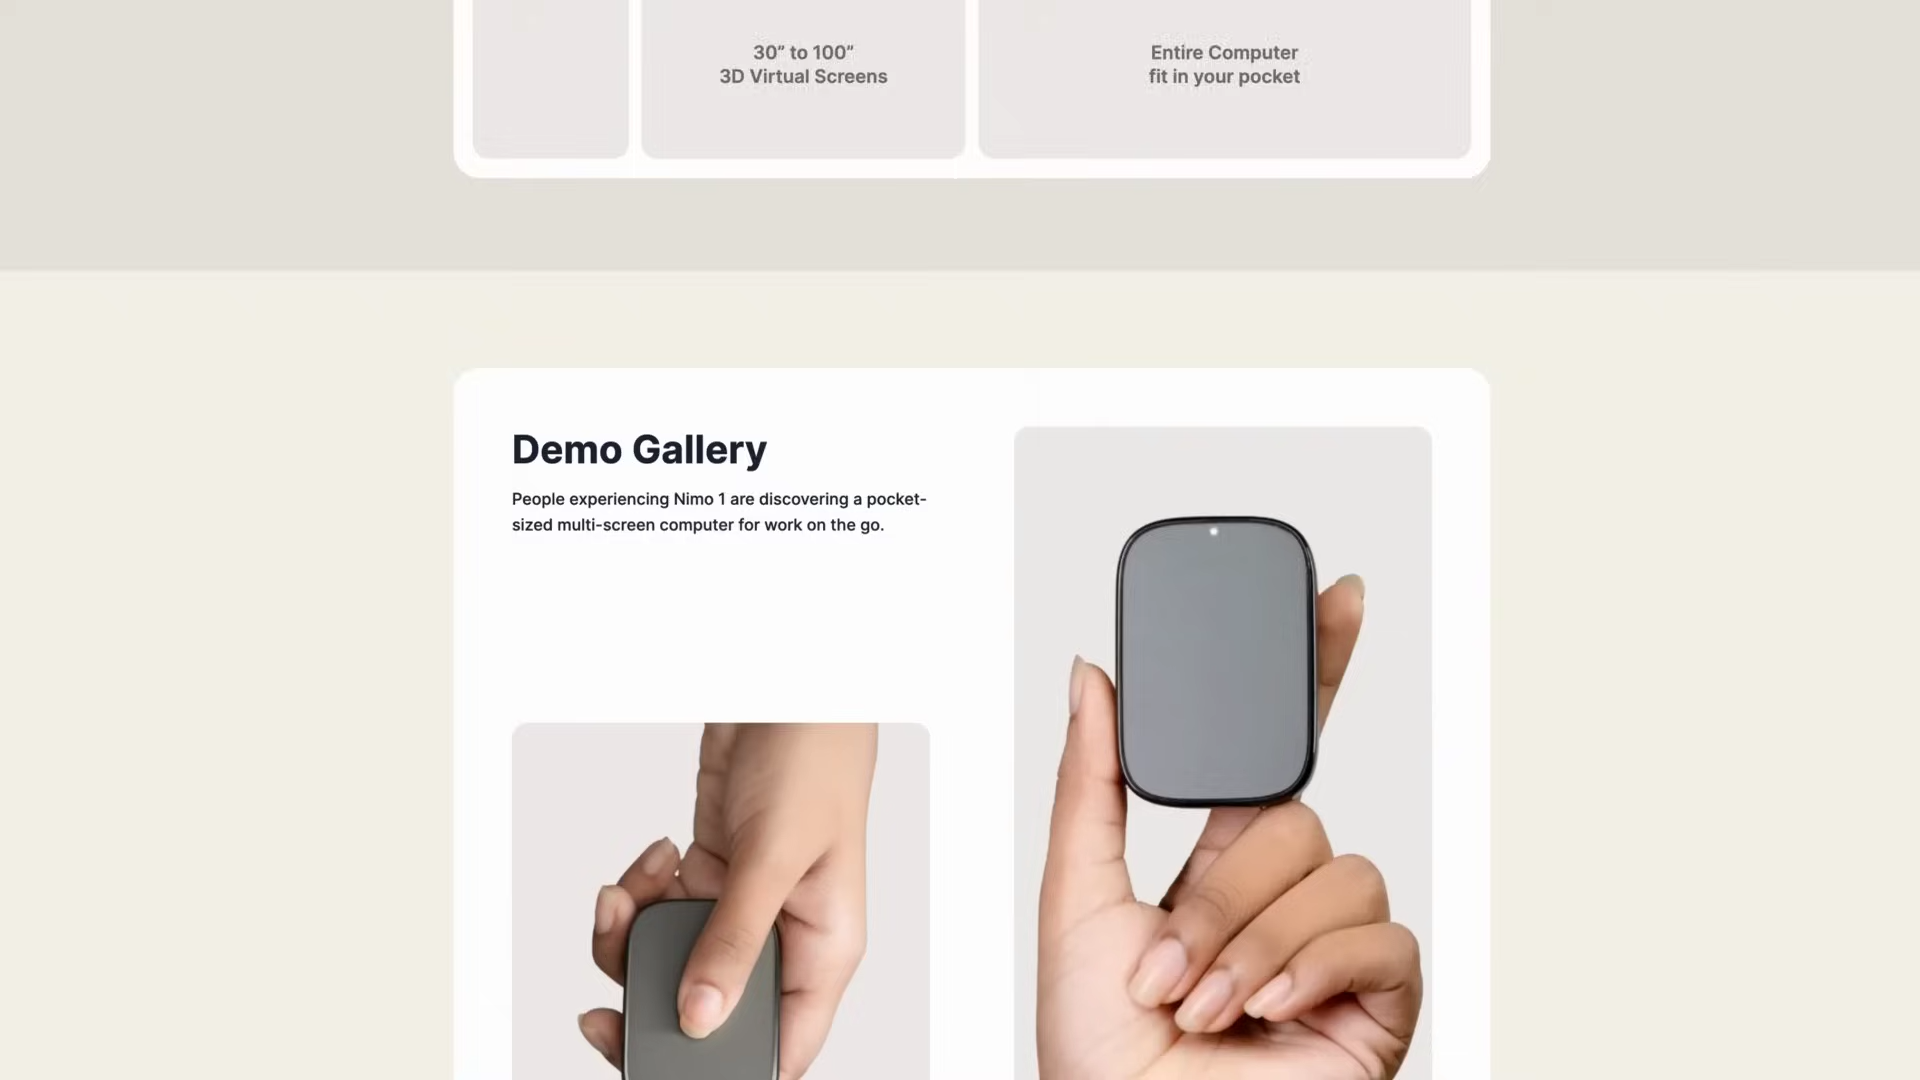 30” to 100”
3D Virtual Screens
Entire Computer
fit in your pocket
Demo Gallery
People experiencing Nimo 1 are discovering a pocket-
sized multi-screen computer for work on the go.